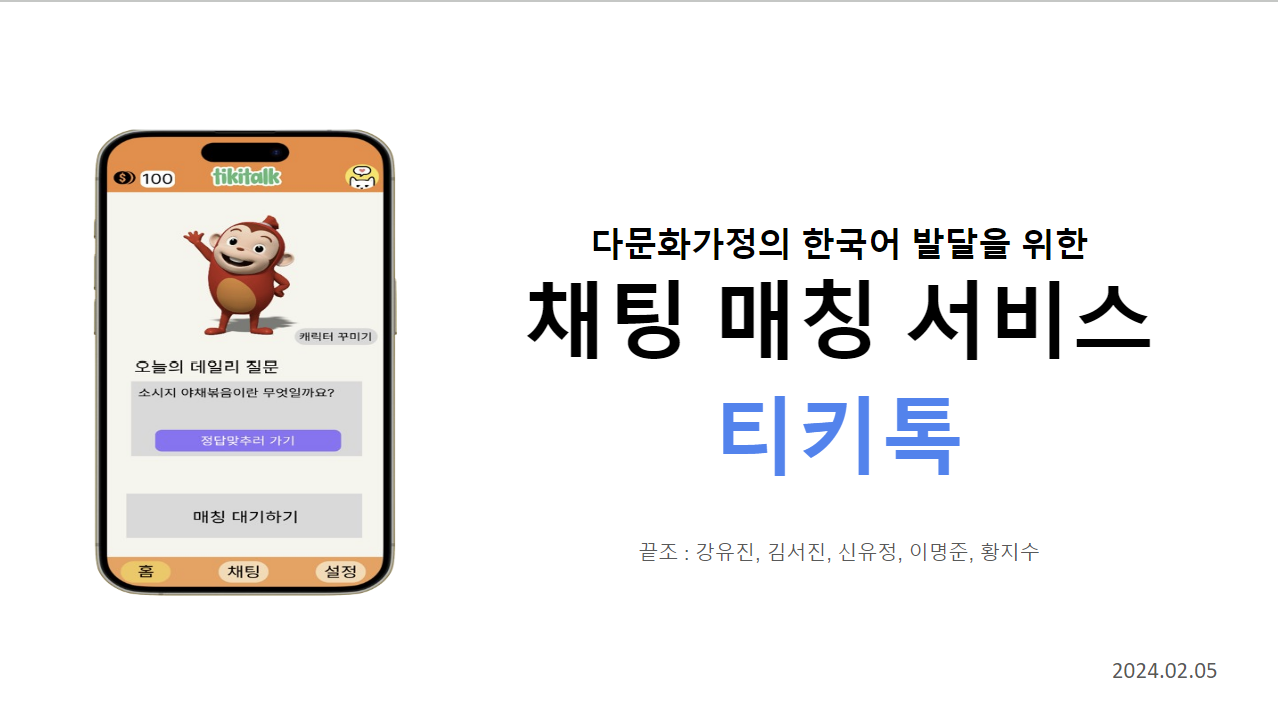 100
tikitalk
캐릭터 꾸미기
오늘의 데일리 질문
소시지 야채볶음이란 무엇일까요?
정답맞추러 가기
매칭 대기하기
홈
채팅
설정
다문화가정의 한국어 발달을 위한
채팅 매칭 서비스
티키톡
끝조 : 강유진, 김서진, 신유정, 이명준, 황지수
2024.02.05